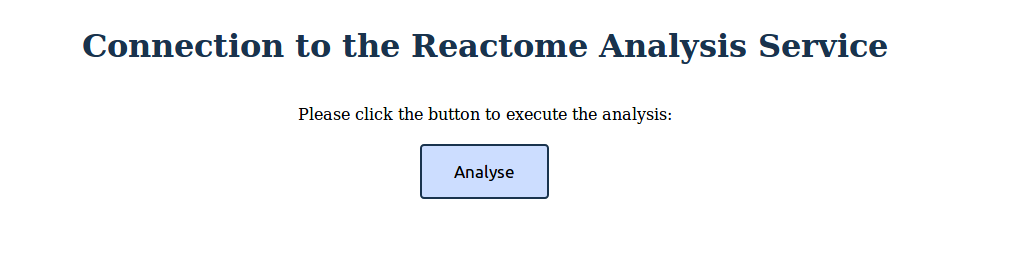 Connection to the Reactome Analysis Service
Please click the button to execute the analysis:
Analyse